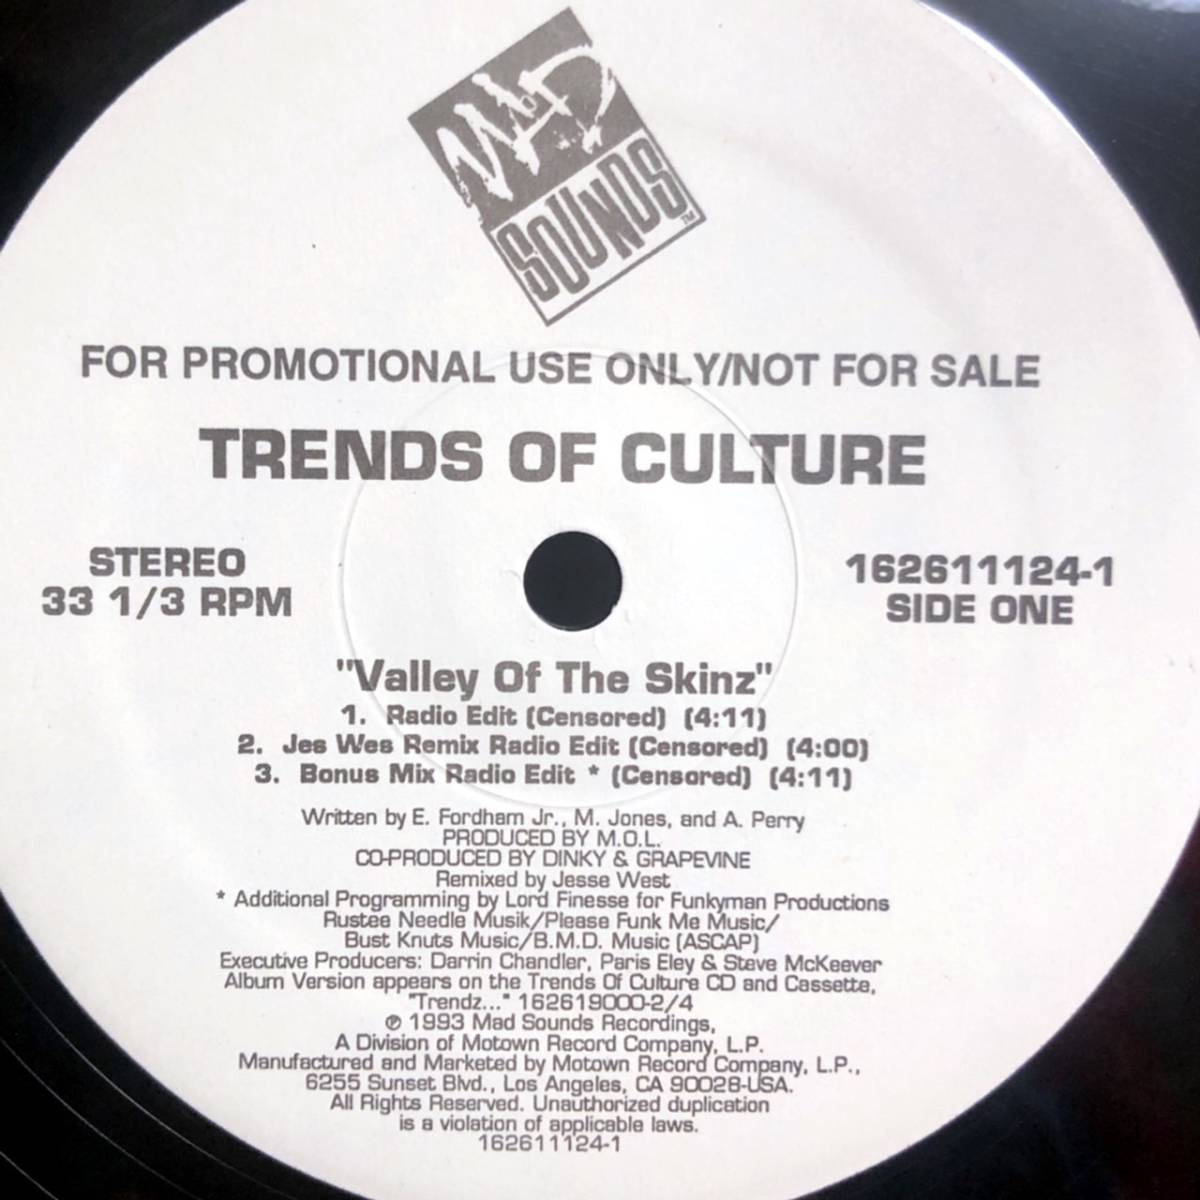 MAD
SOUNDS™
FOR PROMOTIONAL USE ONLY/NOT FOR SALE
TRENDS OF CULTURE
STEREO
33 1/3 RPM
162611124-1
SIDE ONE
"Valley Of The Skinz"
1. Radio Edit (Censored) (4:11)
2. Jes Wes Remix Radio Edit (Censored) (4:00)
3. Bonus Mix Radio Edit * (Censored) (4:11)
Written by E. Fordham Jr., M. Jones, and A. Perry
PRODUCED BY M.O.L.
CO-PRODUCED BY DINKY & GRAPEVINE
Remixed by Jesse West
* Additional Programming by Lord Finesse for Funkyman Productions
Rustee Needle Musik/Please Funk Me Music/
Bust Knuts Music/B.M.D. Music (ASCAP)
Executive Producers: Darrin Chandler, Paris Eley & Steve McKeever
Album Version appears on the Trends Of Culture CD and Cassette,
"Trendz..." 162619000-2/4
℗ 1993 Mad Sounds Recordings,
A Division of Motown Record Company, L.P.
Manufactured and Marketed by Motown Record Company, L.P.,
6255 Sunset Blvd., Los Angeles, CA 90028-USA.
All Rights Reserved. Unauthorized duplication
is a violation of applicable laws.
162611124-1